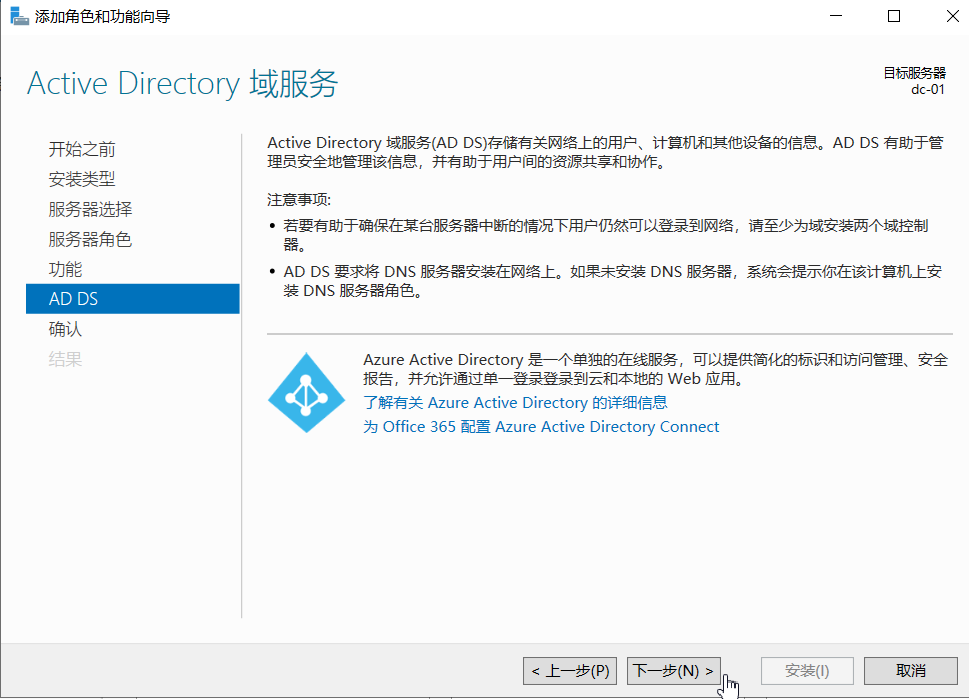 添加角色和功能向导
Active Directory 域服务
目标服务器
dc-01
开始之前
安装类型
服务器选择
服务器角色
功能
AD DS
确认
结果
Active Directory 域服务(AD DS)存储有关网络上的用户、计算机和其他设备的信息。AD DS 有助于管
理员安全地管理该信息，并有助于用户间的资源共享和协作。
注意事项:
• 若要有助于确保在某台服务器中断的情况下用户仍然可以登录到网络，请至少为域安装两个域控制
器。
• AD DS 要求将 DNS 服务器安装在网络上。如果未安装 DNS 服务器，系统会提示你在该计算机上安
装 DNS 服务器角色。
Azure Active Directory 是一个单独的在线服务，可以提供简化的标识和访问管理、安全
报告，并允许通过单一登录登录到云和本地的 Web 应用。
了解有关 Azure Active Directory 的详细信息
为 Office 365 配置 Azure Active Directory Connect
< 上一步(P)
下一步(N) >
安装(I)
取消